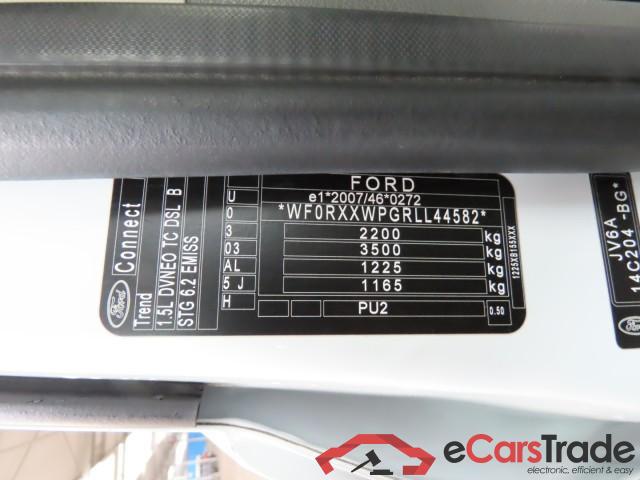 FORD
e1*2007/46*0272
*WF0RXXWPGRLL44582*
2200 kg
3500 kg
1225 kg
1165 kg
PU2
0.50
U
0
3
03
AL
5 J
H
Ford
Connect
Trend
1.5L DVNEO TC DSL B
STG 6.2 EMISS
1225XB155XXX
JV6A
14C204 -BG*
eCarsTrade
electronic, efficient & easy